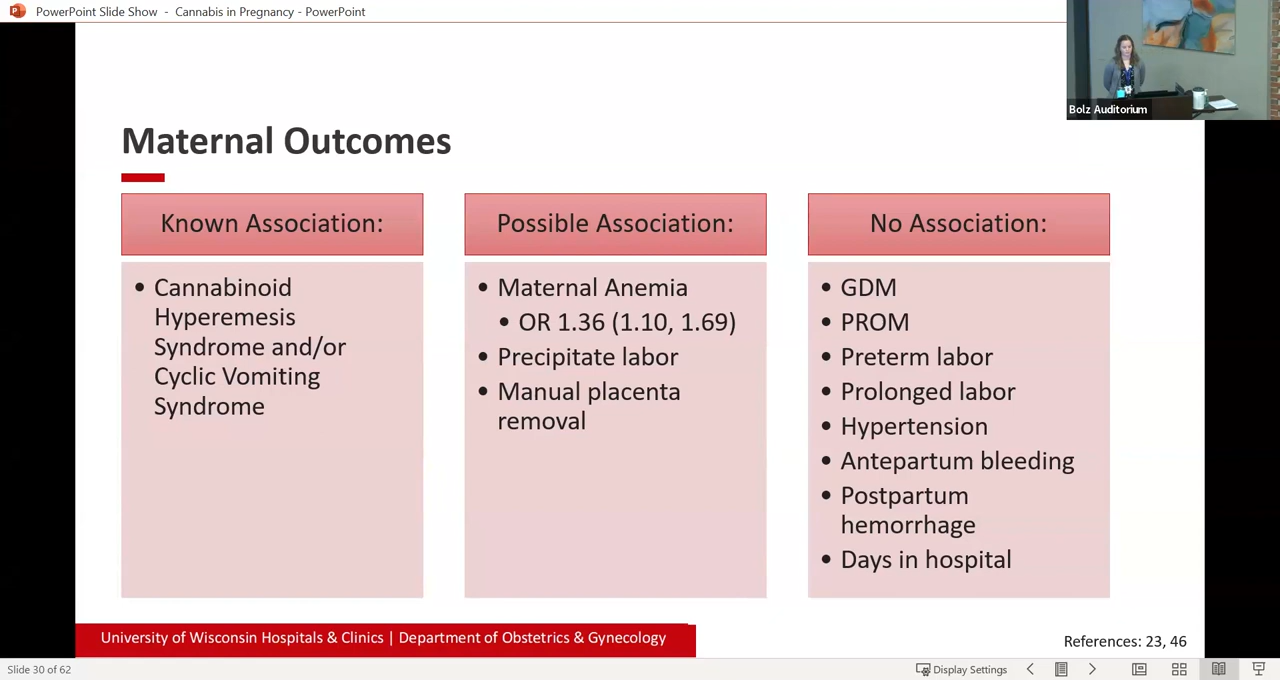 PowerPoint Slide Show - Cannabis in Pregnancy - PowerPoint
Bolz Auditorium
Maternal Outcomes
Known Association:
• Cannabinoid
Hyperemesis
Syndrome and/or
Cyclic Vomiting
Syndrome
Possible Association:
• Maternal Anemia
• OR 1.36 (1.10, 1.69)
• Precipitate labor
• Manual placenta
removal
No Association:
• GDM
• PROM
• Preterm labor
• Prolonged labor
• Hypertension
• Antepartum bleeding
• Postpartum
hemorrhage
• Days in hospital
University of Wisconsin Hospitals & Clinics | Department of Obstetrics & Gynecology
References: 23, 46
Slide 30 of 62
Display Settings